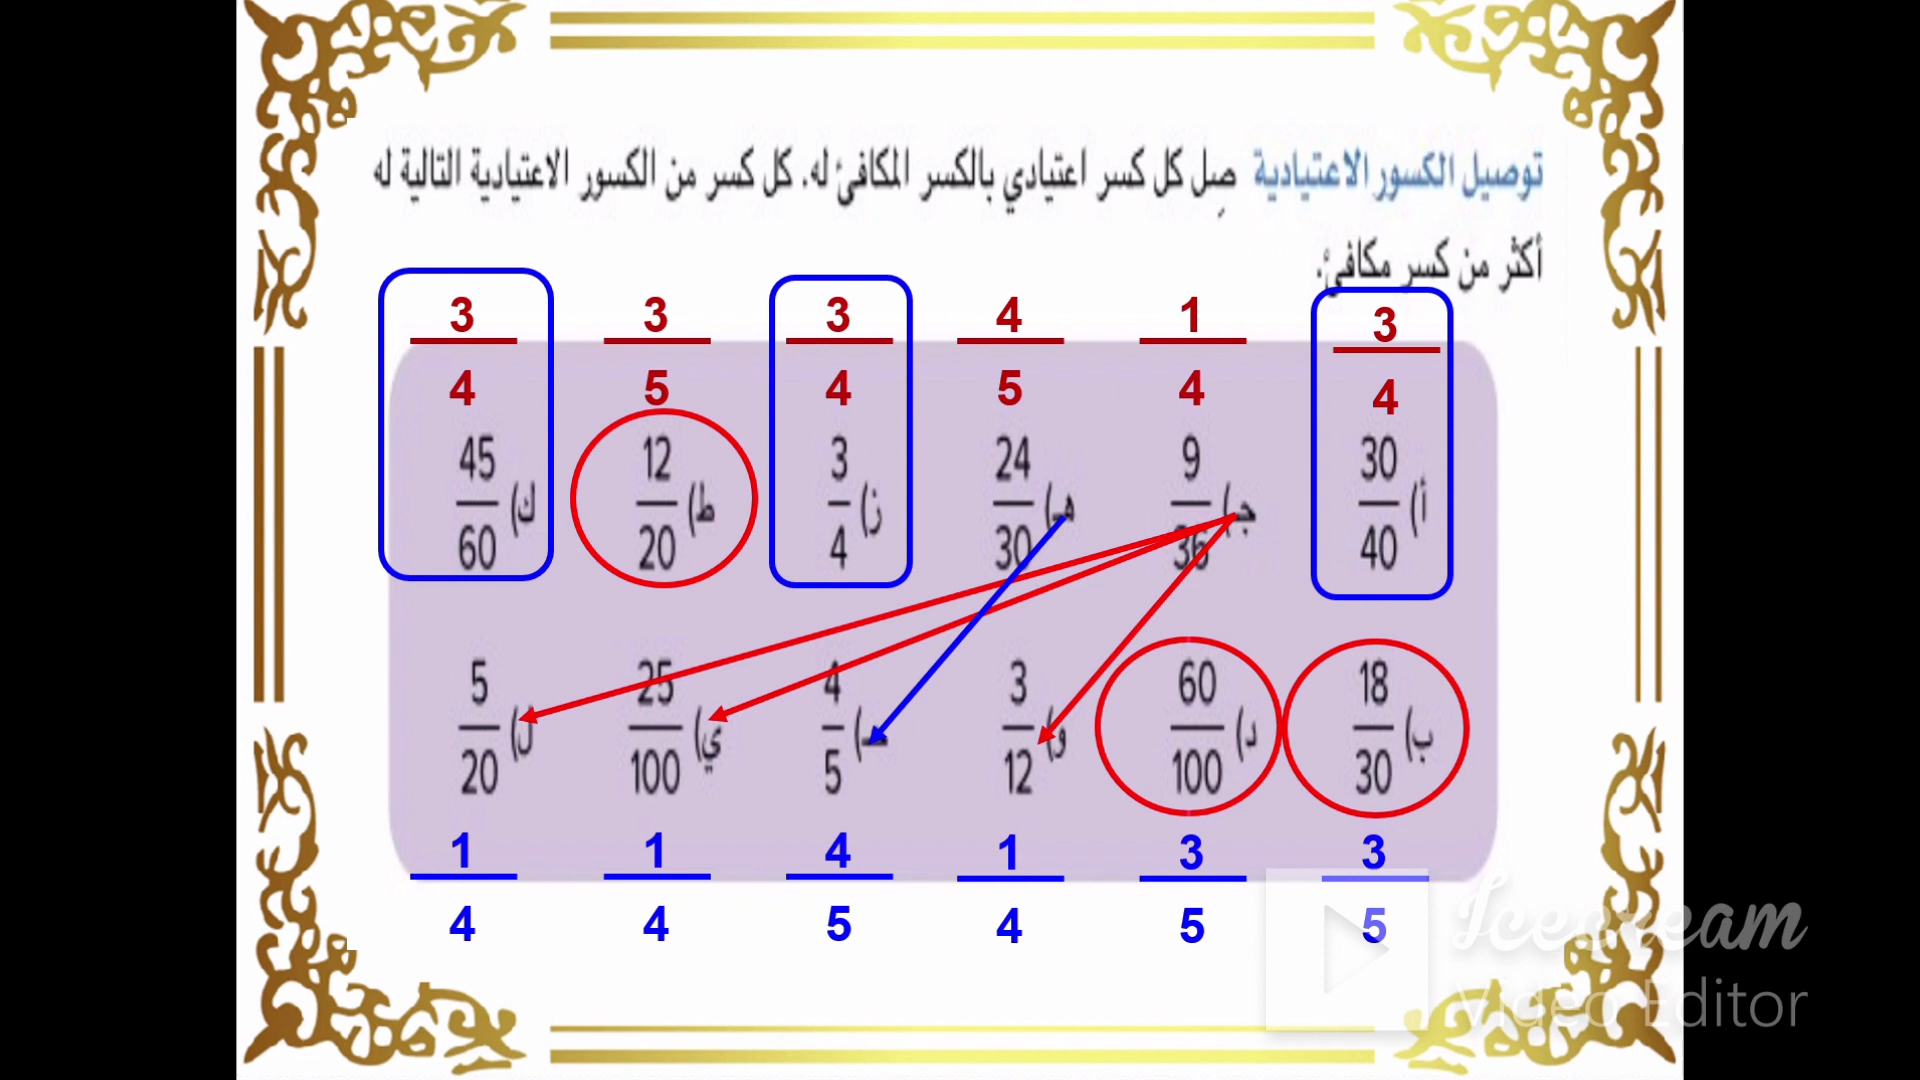 توصيل الكسور الاعتيادية صِل كل كسر اعتيادي بالكسر المكافئ له. كل كسر من الكسور الاعتيادية التالية له
أكثر من كسر مكافئ.
3/4 1/4 4/5 3/4 3/5 3/4
أ) 30/40 جـ) 9/36 هـ) 24/30 ز) 3/4 ط) 12/20 ك) 45/60
ب) 18/30 د) 60/100 و) 3/12 4/5 ي) 25/100 ل) 5/20
3/5 3/5 1/4 4/5 1/4 1/4
Icecream
Video Editor